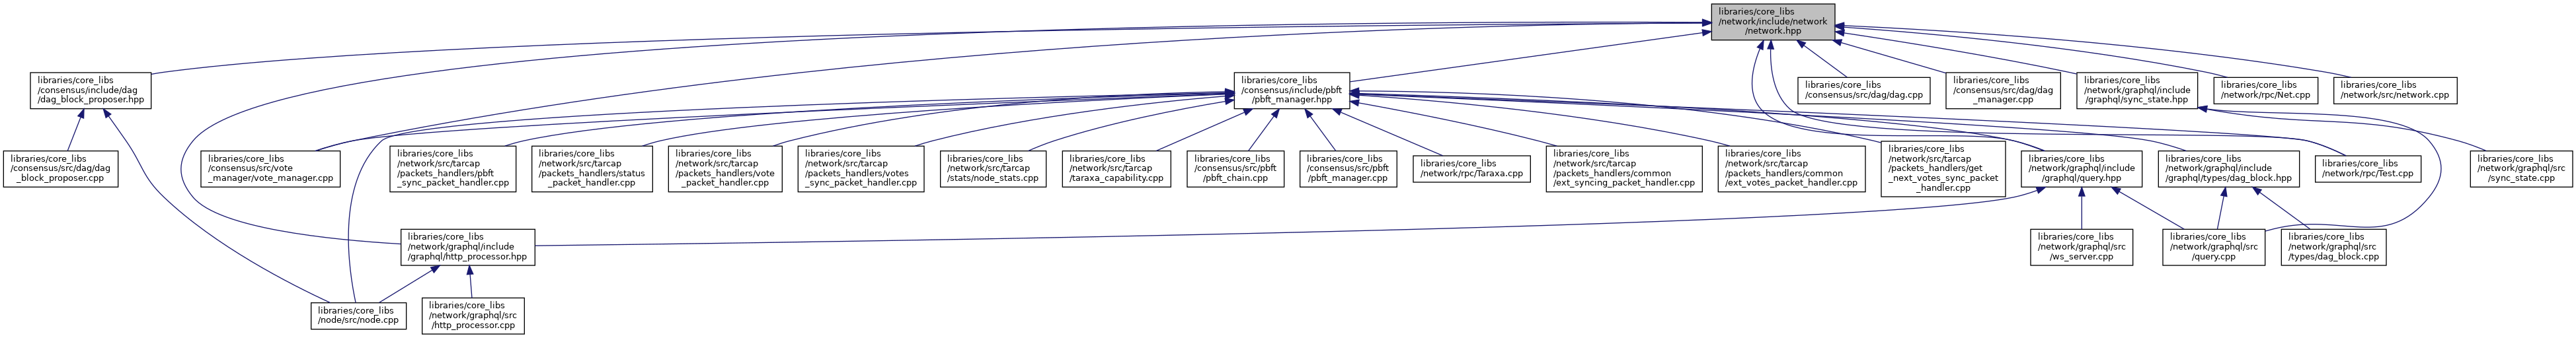 libraries/core_libs
/network/include/network
/network.hpp
libraries/core_libs
/consensus/include/dag
/dag_block_proposer.hpp
libraries/core_libs
/consensus/include/pbft
/pbft_manager.hpp
libraries/core_libs
/consensus/src/dag/dag.cpp
libraries/core_libs
/consensus/src/dag/dag
_manager.cpp
libraries/core_libs
/network/graphql/include
/graphql/sync_state.hpp
libraries/core_libs
/network/rpc/Net.cpp
libraries/core_libs
/network/src/network.cpp
libraries/core_libs
/consensus/src/dag/dag
_block_proposer.cpp
libraries/core_libs
/consensus/src/vote
_manager/vote_manager.cpp
libraries/core_libs
/network/src/tarcap
/packets_handlers/pbft
_sync_packet_handler.cpp
libraries/core_libs
/network/src/tarcap
/packets_handlers/status
_packet_handler.cpp
libraries/core_libs
/network/src/tarcap
/packets_handlers/vote
_packet_handler.cpp
libraries/core_libs
/network/src/tarcap
/packets_handlers/votes
_sync_packet_handler.cpp
libraries/core_libs
/network/src/tarcap
/stats/node_stats.cpp
libraries/core_libs
/network/src/tarcap
/taraxa_capability.cpp
libraries/core_libs
/consensus/src/pbft
/pbft_chain.cpp
libraries/core_libs
/consensus/src/pbft
/pbft_manager.cpp
libraries/core_libs
/network/rpc/Taraxa.cpp
libraries/core_libs
/network/src/tarcap
/packets_handlers/common
/ext_syncing_packet_handler.cpp
libraries/core_libs
/network/src/tarcap
/packets_handlers/common
/ext_votes_packet_handler.cpp
libraries/core_libs
/network/src/tarcap
/packets_handlers/get
_next_votes_sync_packet
_handler.cpp
libraries/core_libs
/network/graphql/include
/graphql/query.hpp
libraries/core_libs
/network/graphql/include
/graphql/types/dag_block.hpp
libraries/core_libs
/network/rpc/Test.cpp
libraries/core_libs
/network/graphql/src
/sync_state.cpp
libraries/core_libs
/network/graphql/include
/graphql/http_processor.hpp
libraries/core_libs
/network/graphql/src
/ws_server.cpp
libraries/core_libs
/network/graphql/src
/query.cpp
libraries/core_libs
/network/graphql/src
/types/dag_block.cpp
libraries/core_libs
/node/src/node.cpp
libraries/core_libs
/network/graphql/src
/http_processor.cpp